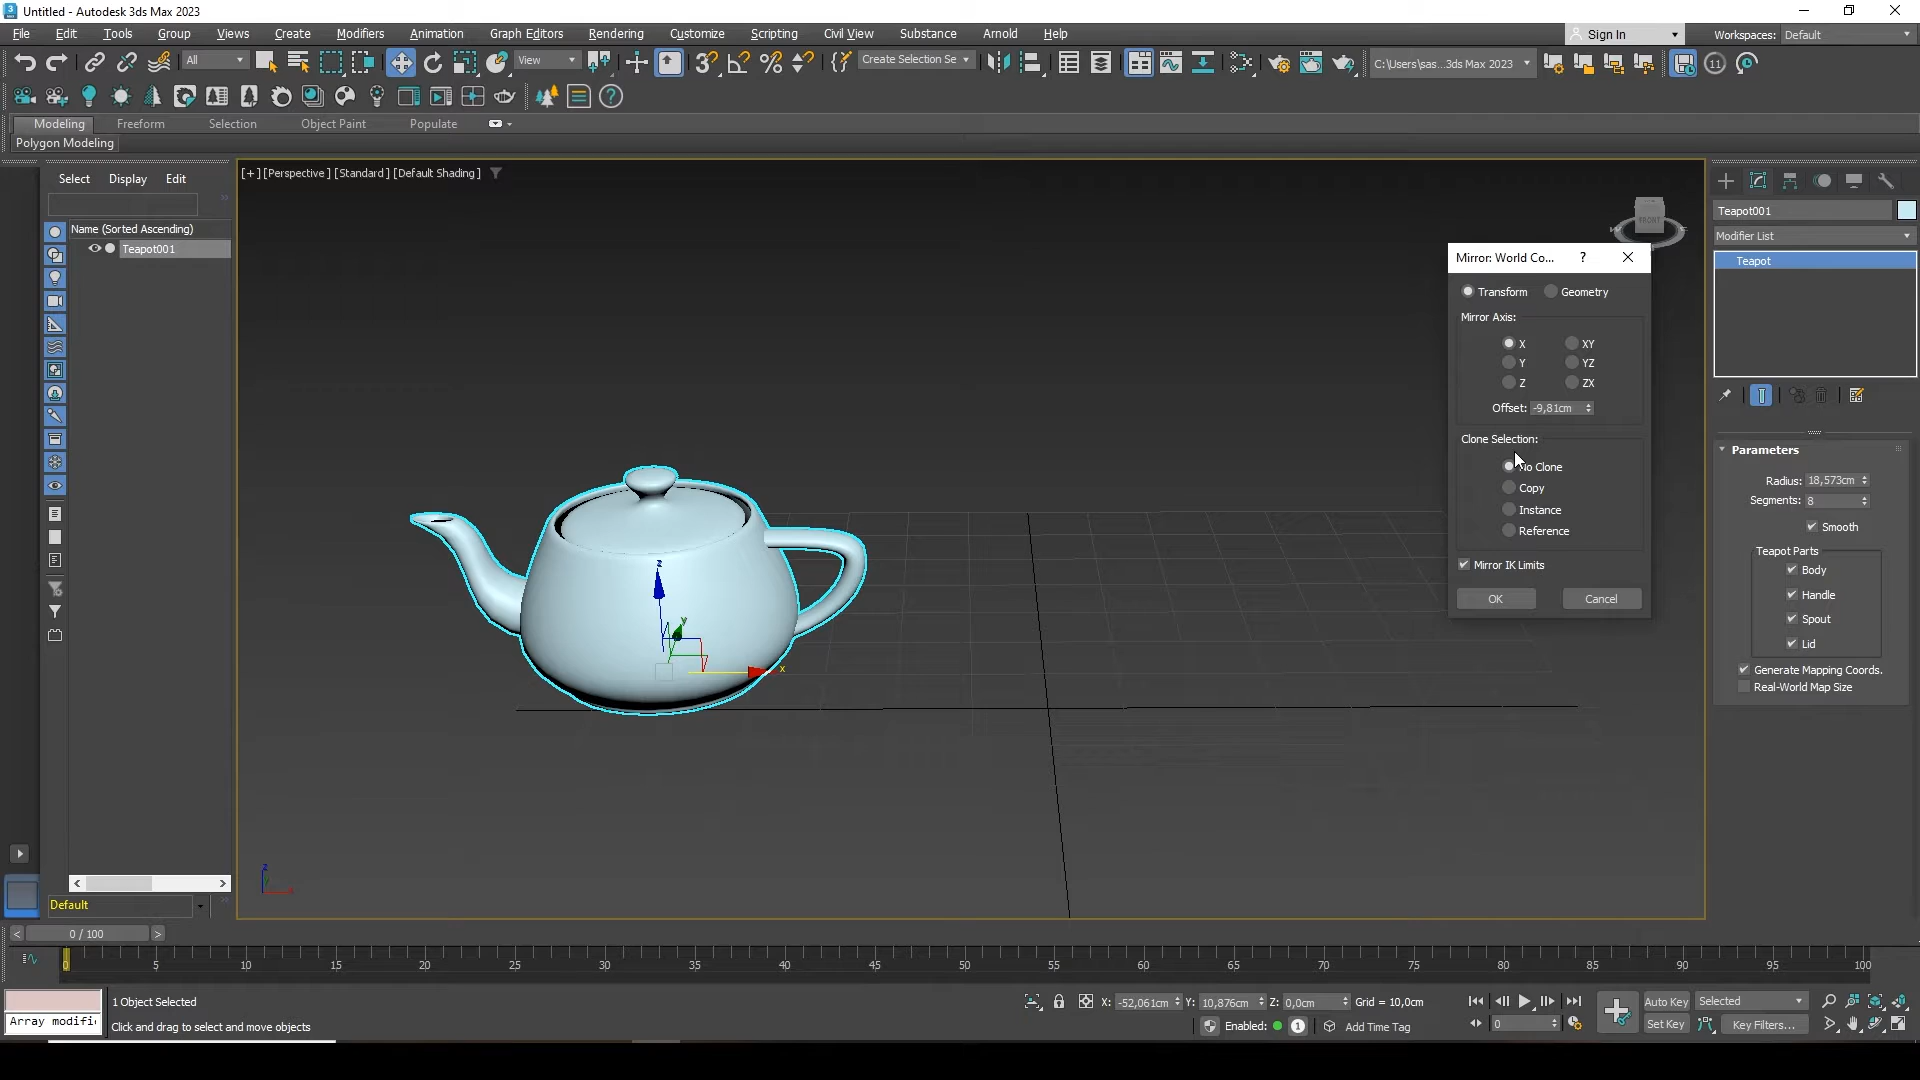 Untitled - Autodesk 3ds Max 2023
File Edit Tools Group Views Create Modifiers Animation Graph Editors Rendering Customize Scripting Civil View Substance Arnold Help Sign In Workspaces: Default
All View Create Selection Se C:\Users\sas...3ds Max 2023 11
Modeling Freeform Selection Object Paint Populate
Polygon Modeling
Select Display Edit
Name (Sorted Ascending)
Teapot001
[+] [Perspective] [Standard] [Default Shading]
FRONT
Mirror: World Co... ?
Transform Geometry
Mirror Axis:
X XY
Y YZ
Z ZX
Offset: -9,81cm
Clone Selection:
No Clone
Copy
Instance
Reference
Mirror IK Limits
OK Cancel
Teapot001
Modifier List
Teapot
Parameters
Radius: 18,573cm
Segments: 8
Smooth
Teapot Parts
Body
Handle
Spout
Lid
Generate Mapping Coords.
Real-World Map Size
z
y
x
z
Default
< 0 / 100 >
0 5 10 15 20 25 30 35 40 45 50 55 60 65 70 75 80 85 90 95 100
1 Object Selected X: -52,061cm Y: 10,876cm Z: 0,0cm Grid = 10,0cm Auto Key Selected
Array modifi Click and drag to select and move objects Enabled: 1 Add Time Tag 0 Set Key Key Filters...